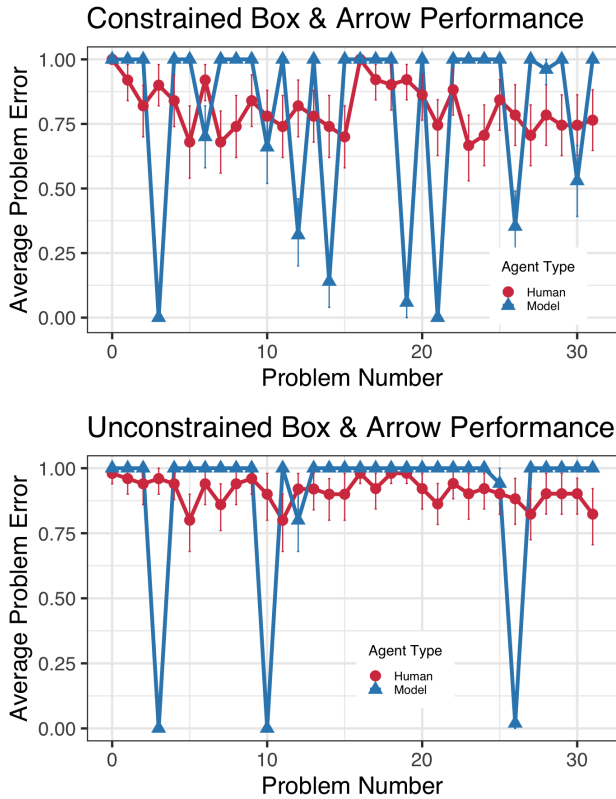 Constrained Box & Arrow Performance
Average Problem Error
1.00
0.75
0.50
0.25
0.00
Agent Type
Human
Model
0
10
20
30
Problem Number
Unconstrained Box & Arrow Performance
Average Problem Error
1.00
0.75
0.50
0.25
0.00
Agent Type
Human
Model
0
10
20
30
Problem Number